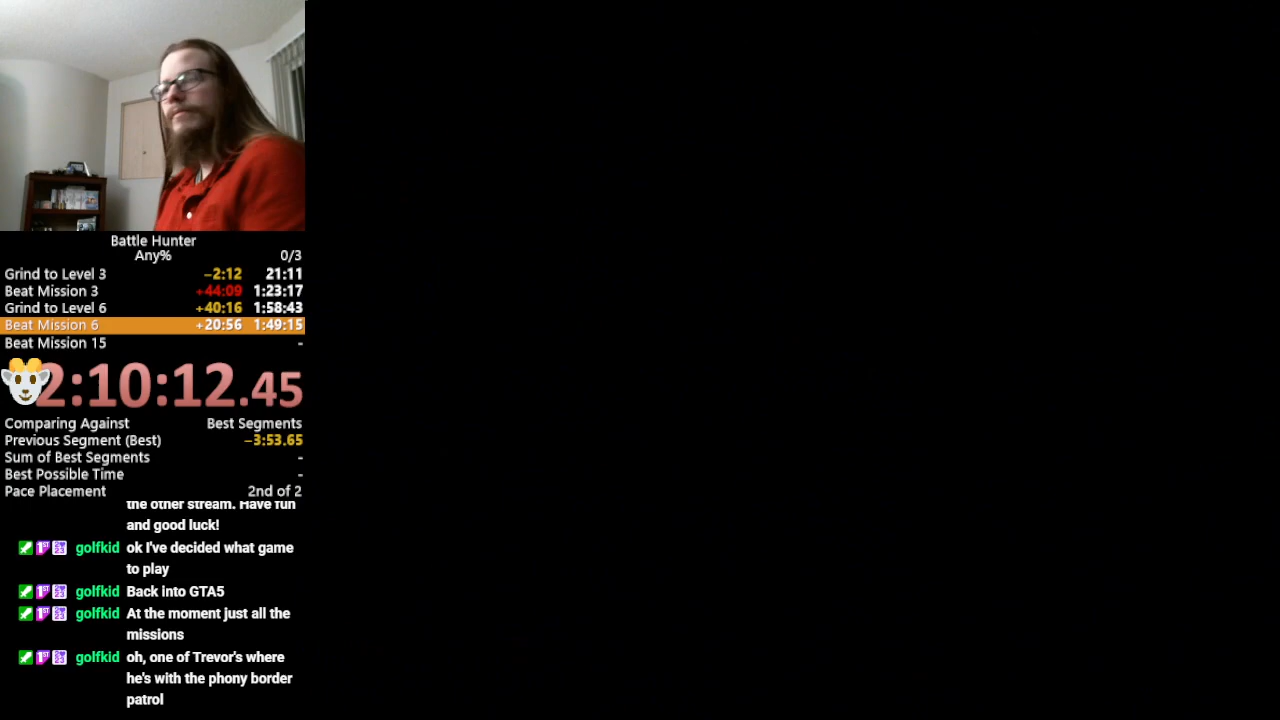 Battle Hunter
Any% 0/3
Grind to Level 3 −2:12 21:11
Beat Mission 3 +44:09 1:23:17
Grind to Level 6 +40:16 1:58:43
Beat Mission 6 +20:56 1:49:15
Beat Mission 15 -
2:10:12.45
Comparing Against Best Segments
Previous Segment (Best) −3:53.65
Sum of Best Segments -
Best Possible Time -
Pace Placement 2nd of 2
the other stream. Have fun
and good luck!
golfkid ok I've decided what game
to play
golfkid Back into GTA5
golfkid At the moment just all the
missions
golfkid oh, one of Trevor's where
he's with the phony border
patrol